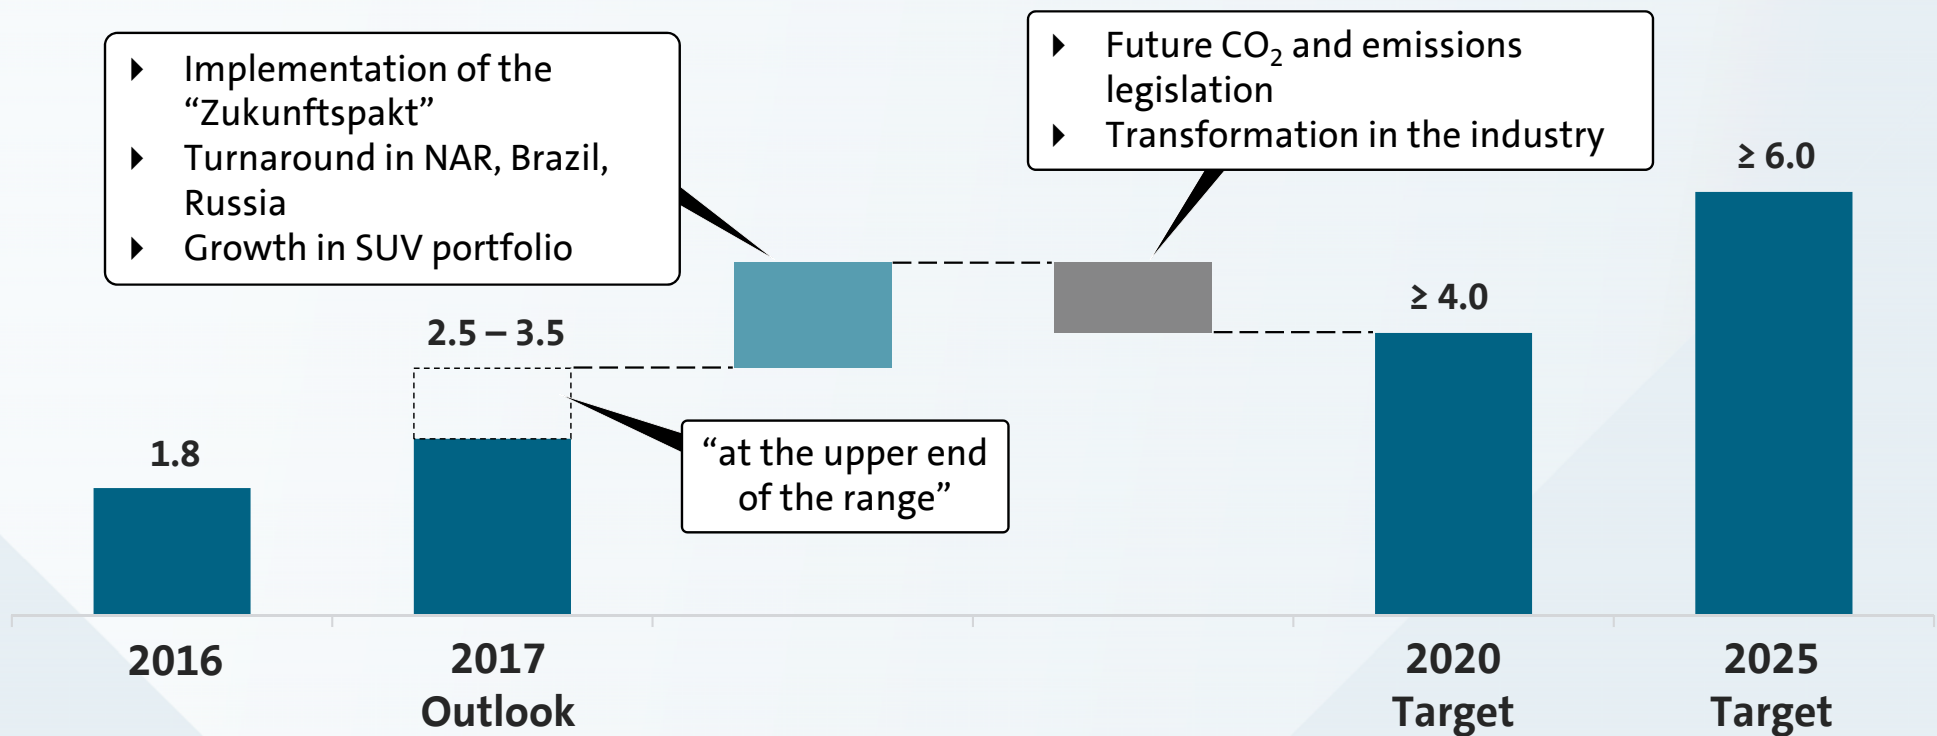 ▶ Implementation of the
“Zukunftspakt”
▶ Turnaround in NAR, Brazil,
Russia
▶ Growth in SUV portfolio
▶ Future CO₂ and emissions
legislation
▶ Transformation in the industry
1.8
2.5 – 3.5
“at the upper end
of the range”
≥ 4.0
≥ 6.0
2016
2017
Outlook
2020
Target
2025
Target